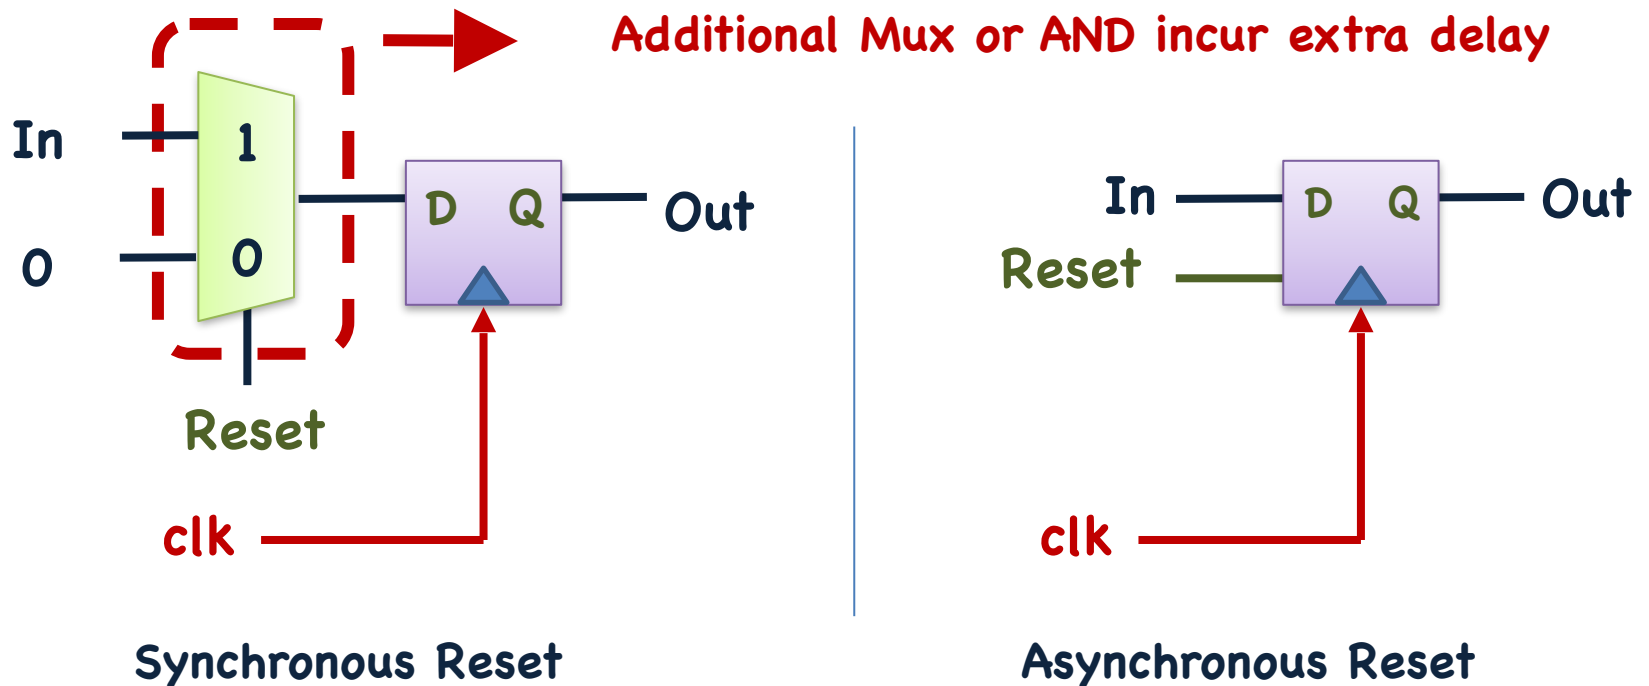 Additional Mux or AND incur extra delay
In
1
0
0
Reset
D Q
Out
clk
Synchronous Reset
In
Reset
D Q
Out
clk
Asynchronous Reset